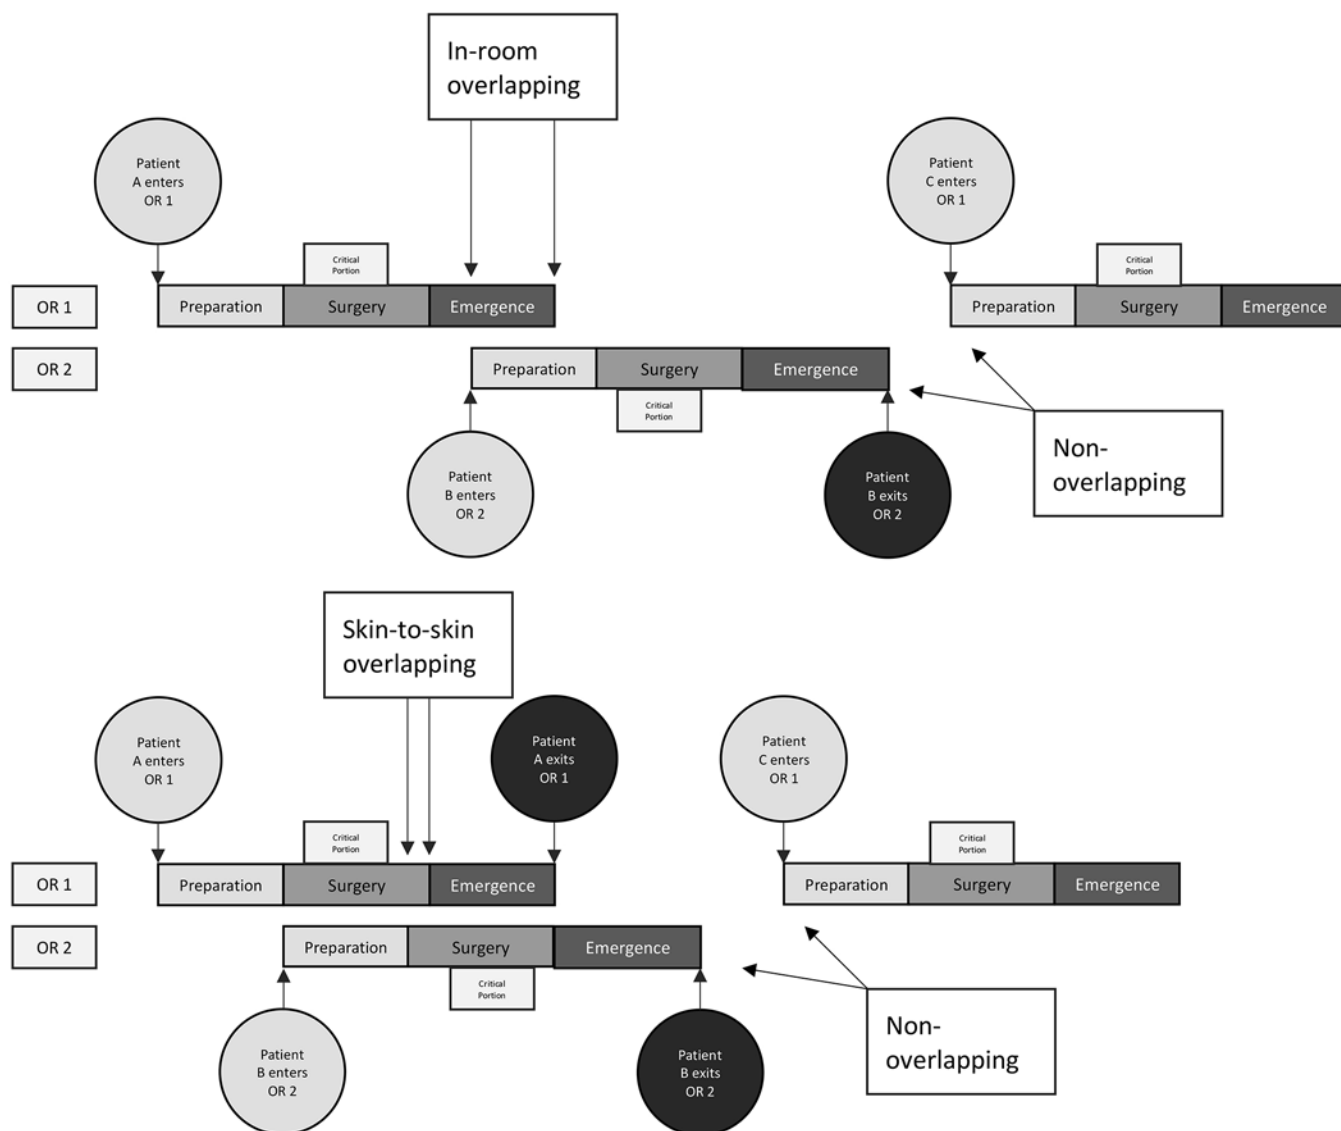 In-room
overlapping
Patient
A enters
OR 1
Patient
C enters
OR 1
Critical
Portion
Critical
Portion
OR 1
Preparation
Surgery
Emergence
Preparation
Surgery
Emergence
OR 2
Preparation
Surgery
Emergence
Critical
Portion
Patient
B enters
OR 2
Patient
B exits
OR 2
Non-
overlapping
Skin-to-skin
overlapping
Patient
A enters
OR 1
Patient
A exits
OR 1
Patient
C enters
OR 1
Critical
Portion
Critical
Portion
OR 1
Preparation
Surgery
Emergence
Preparation
Surgery
Emergence
OR 2
Preparation
Surgery
Emergence
Critical
Portion
Patient
B enters
OR 2
Patient
B exits
OR 2
Non-
overlapping